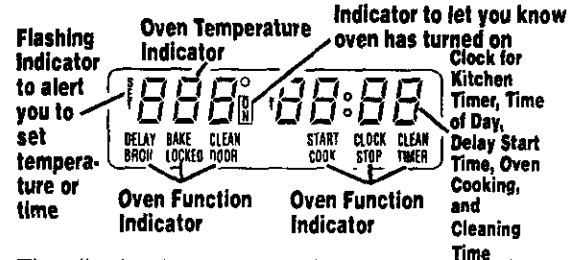 Flashing
Indicator
to alert
you to
set
tempera-
ture or
time
Oven Temperature
Indicator
Indicator to let you know
oven has turned on
Clock for
Kitchen
Timer, Time
of Day,
Delay Start
Time, Oven
Cooking,
and
Cleaning
Time
SET
888° ON 18:88
DELAY BAKE CLEAN START CLOCK CLEAN
BROIL LOCKED DOOR COOK STOP TIMER
Oven Function
Indicator
Oven Function
Indicator